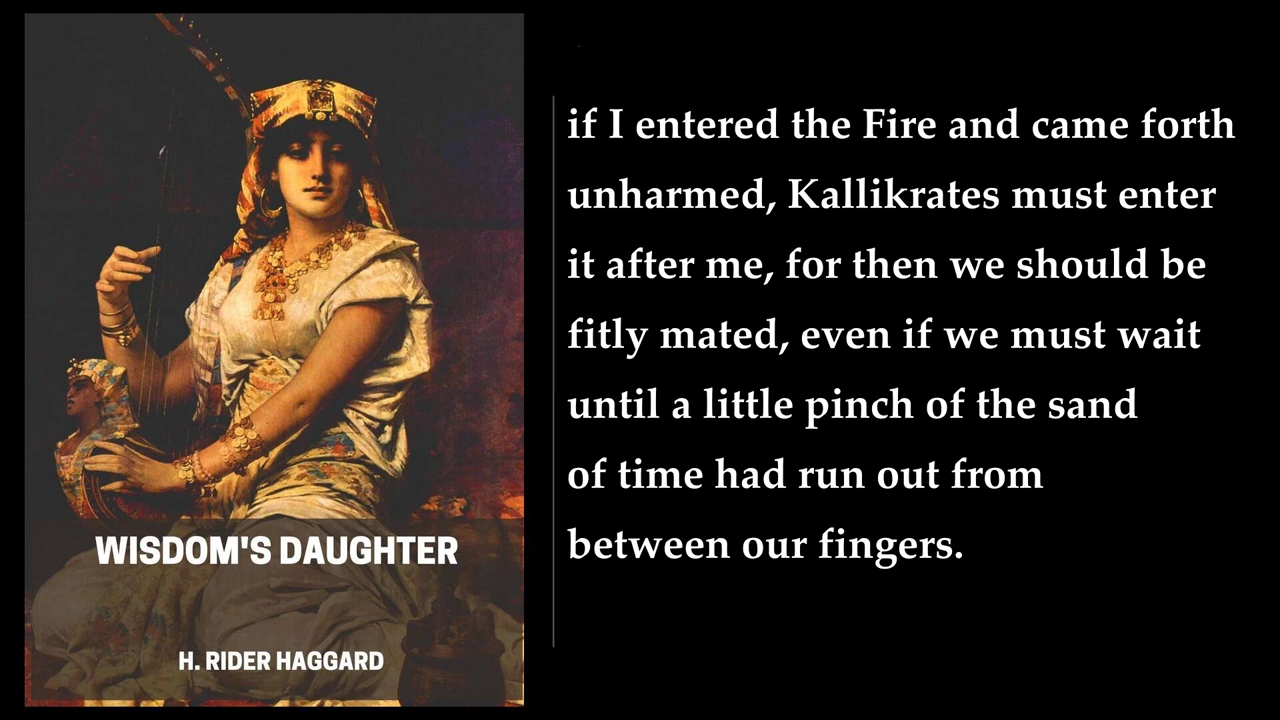 WISDOM'S DAUGHTER
H. RIDER HAGGARD
if I entered the Fire and came forth
unharmed, Kallikrates must enter
it after me, for then we should be
fitly mated, even if we must wait
until a little pinch of the sand
of time had run out from
between our fingers.